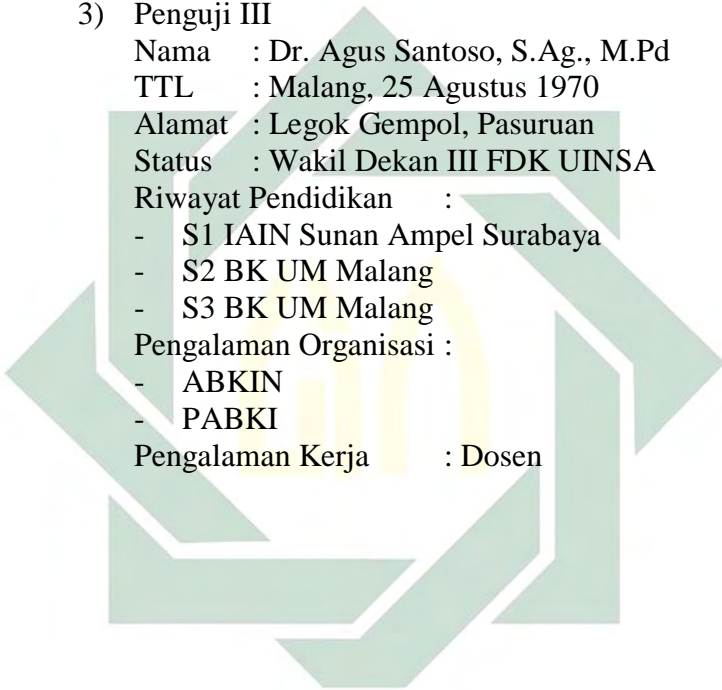 3) Penguji III
Nama : Dr. Agus Santoso, S.Ag., M.Pd
TTL : Malang, 25 Agustus 1970
Alamat : Legok Gempol, Pasuruan
Status : Wakil Dekan III FDK UINSA
Riwayat Pendidikan :
- S1 IAIN Sunan Ampel Surabaya
- S2 BK UM Malang
- S3 BK UM Malang
Pengalaman Organisasi :
- ABKIN
- PABKI
Pengalaman Kerja : Dosen